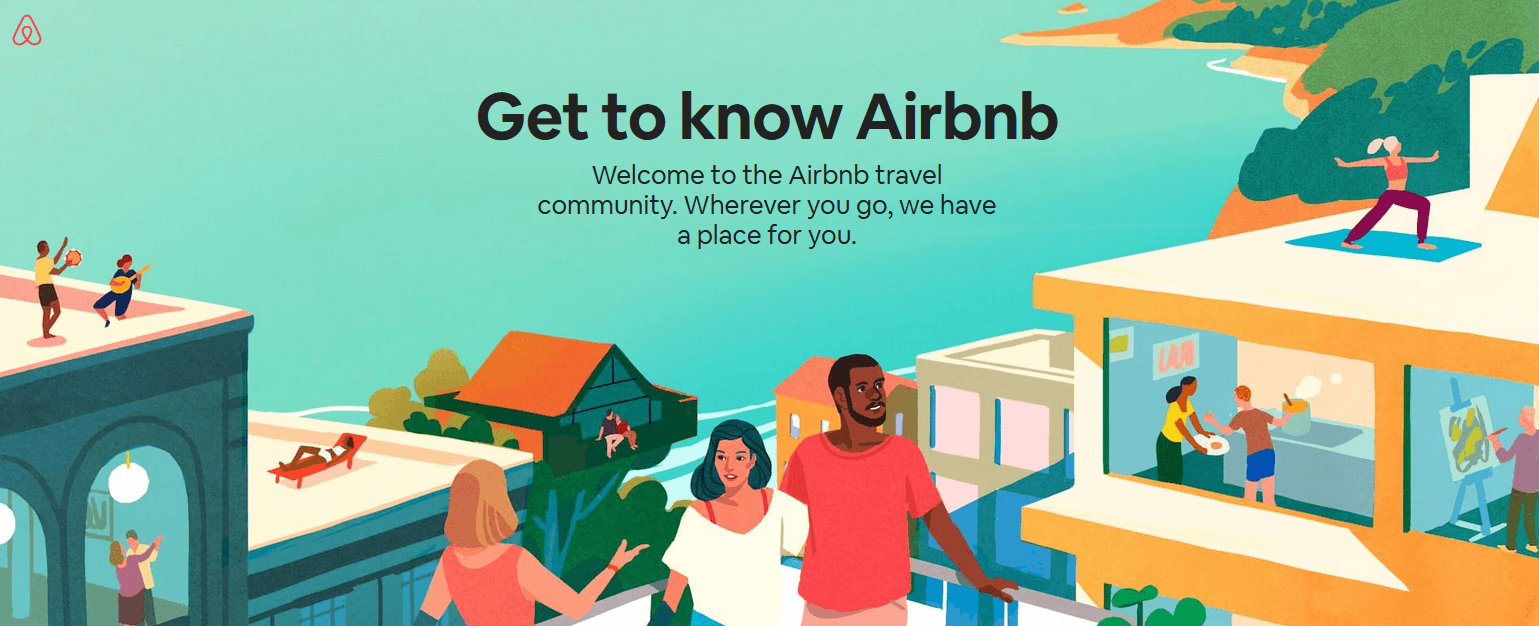 Get to know Airbnb
Welcome to the Airbnb travel
community. Wherever you go, we have
a place for you.